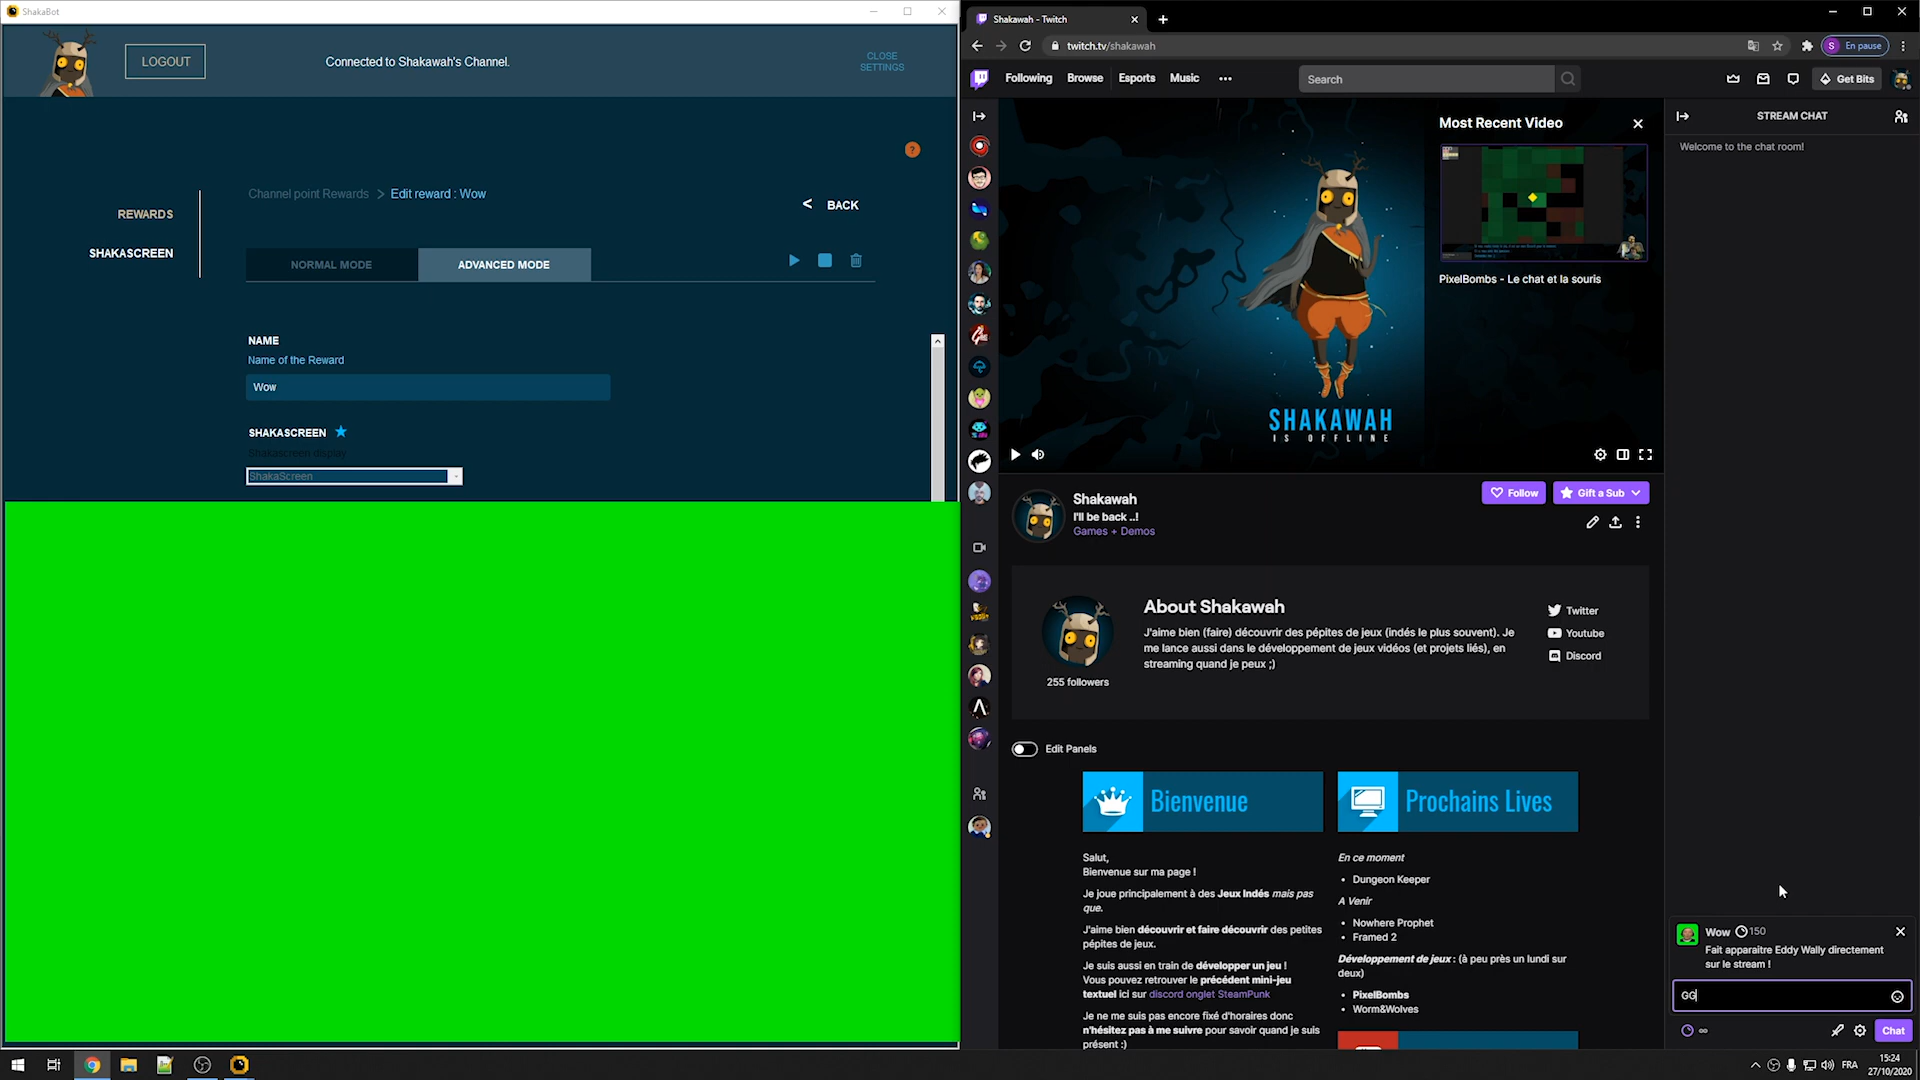 ShakaBot
LOGOUT
Connected to Shakawah's Channel.
CLOSE
SETTINGS
?
REWARDS
SHAKASCREEN
Channel point Rewards > Edit reward : Wow
< BACK
NORMAL MODE
ADVANCED MODE
NAME
Name of the Reward
Wow
SHAKASCREEN
Shakascreen display
ShakaScreen
Shakawah - Twitch
twitch.tv/shakawah
S En pause
Following
Browse
Esports
Music
Search
Get Bits
SHAKAWAH
IS OFFLINE
Most Recent Video
PixelBombs - Le chat et la souris
STREAM CHAT
Welcome to the chat room!
Shakawah
I'll be back ..!
Games + Demos
Follow
Gift a Sub
About Shakawah
J'aime bien (faire) découvrir des pépites de jeux (indés le plus souvent). Je
me lance aussi dans le développement de jeux vidéos (et projets liés), en
streaming quand je peux ;)
255 followers
Twitter
Youtube
Discord
Edit Panels
Bienvenue
Salut,
Bienvenue sur ma page !
Je joue principalement à des Jeux Indés mais pas
que.
J'aime bien découvrir et faire découvrir des petites
pépites de jeu.
Je suis aussi en train de développer un jeu !
Vous pouvez retrouver le précédent mini-jeu
textuel ici sur discord onglet SteamPunk
Je ne me suis pas encore fixé d'horaires donc
n'hésitez pas à me suivre pour savoir quand je suis
présent :)
Prochains Lives
En ce moment
• Dungeon Keeper
A Venir
• Nowhere Prophet
• Framed 2
Développement de jeux : (à peu près un lundi sur
deux)
• PixelBombs
• Worm&Wolves
Wow 150
Fait apparaitre Eddy Wally directement
sur le stream !
GG
∞
Chat
FRA
15:24
27/10/2020